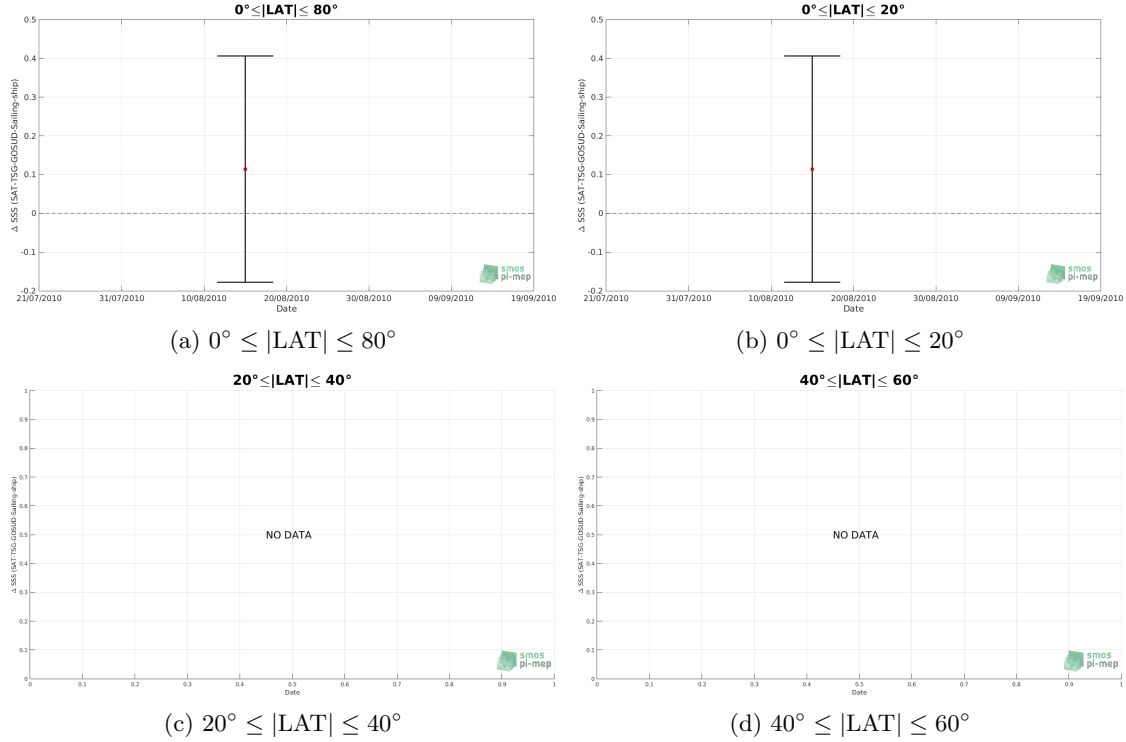 0°≤|LAT|≤ 80°
Δ SSS (SAT-TSG-GOSUD-Sailing-ship)
0.5
0.4
0.3
0.2
0.1
0
-0.1
-0.2
21/07/2010 31/07/2010 10/08/2010 20/08/2010 30/08/2010 09/09/2010 19/09/2010
Date
smos
pi-mep
(a) 0° ≤ |LAT| ≤ 80°
0°≤|LAT|≤ 20°
Δ SSS (SAT-TSG-GOSUD-Sailing-ship)
0.5
0.4
0.3
0.2
0.1
0
-0.1
-0.2
21/07/2010 31/07/2010 10/08/2010 20/08/2010 30/08/2010 09/09/2010 19/09/2010
Date
smos
pi-mep
(b) 0° ≤ |LAT| ≤ 20°
20°≤|LAT|≤ 40°
Δ SSS (SAT-TSG-GOSUD-Sailing-ship)
1
0.9
0.8
0.7
0.6
0.5
0.4
0.3
0.2
0.1
0
NO DATA
0 0.1 0.2 0.3 0.4 0.5 0.6 0.7 0.8 0.9 1
Date
smos
pi-mep
(c) 20° ≤ |LAT| ≤ 40°
40°≤|LAT|≤ 60°
Δ SSS (SAT-TSG-GOSUD-Sailing-ship)
1
0.9
0.8
0.7
0.6
0.5
0.4
0.3
0.2
0.1
0
NO DATA
0 0.1 0.2 0.3 0.4 0.5 0.6 0.7 0.8 0.9 1
Date
smos
pi-mep
(d) 40° ≤ |LAT| ≤ 60°